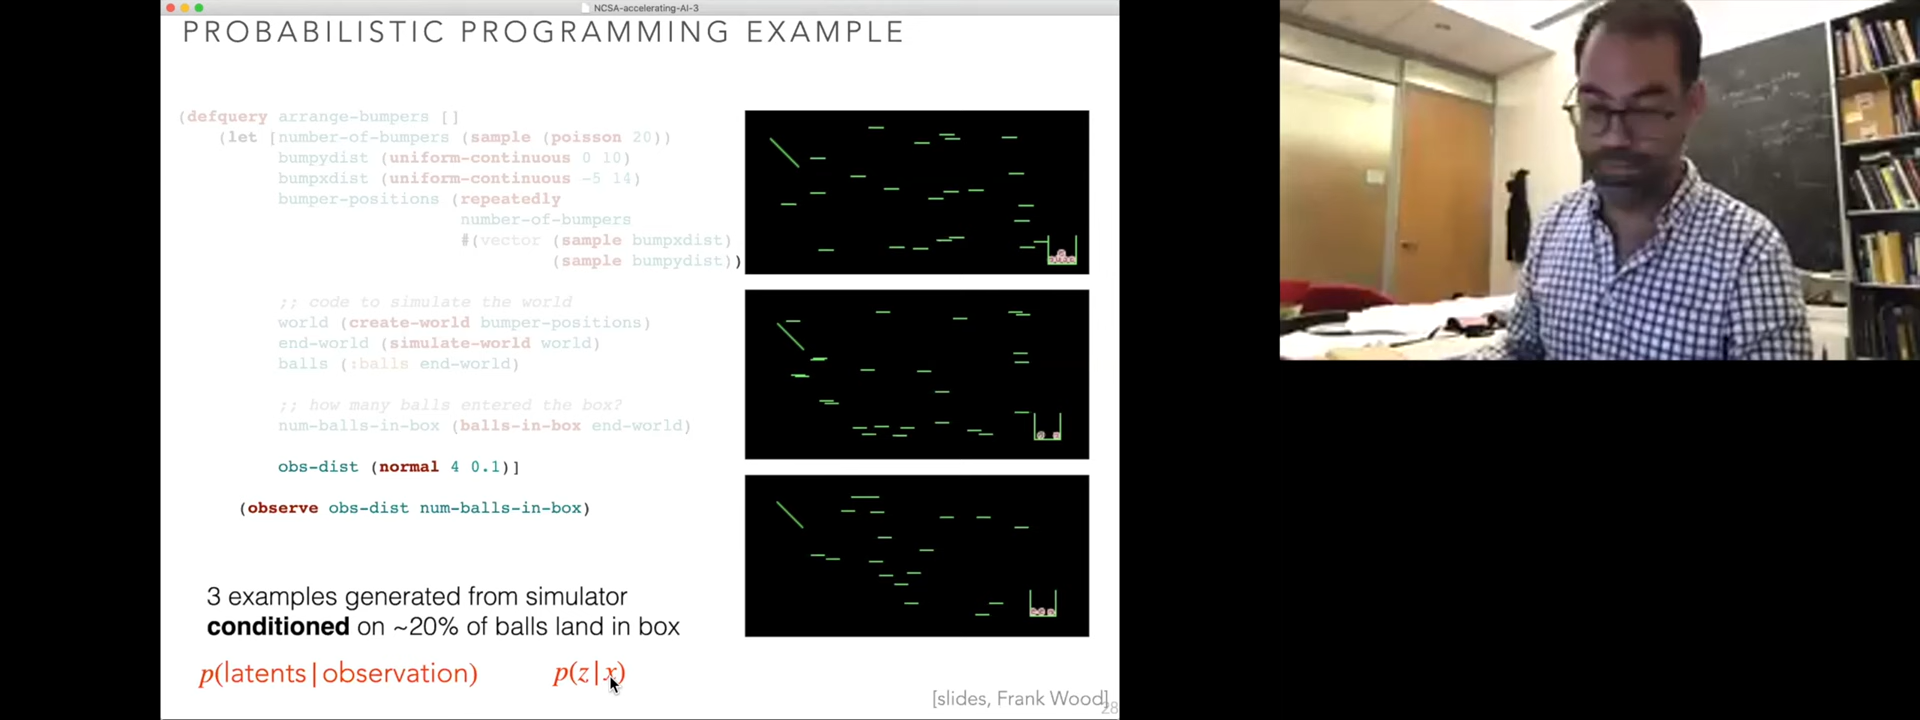 NCSA-accelerating-AI-3
PROBABILISTIC PROGRAMMING EXAMPLE
(defquery arrange-bumpers []
(let [number-of-bumpers (sample (poisson 20))
bumpydist (uniform-continuous 0 10)
bumpxdist (uniform-continuous -5 14)
bumper-positions (repeatedly
number-of-bumpers
#(vector (sample bumpxdist)
(sample bumpydist))
;; code to simulate the world
world (create-world bumper-positions)
end-world (simulate-world world)
balls (:balls end-world)
;; how many balls entered the box?
num-balls-in-box (balls-in-box end-world)
obs-dist (normal 4 0.1)]
(observe obs-dist num-balls-in-box)
3 examples generated from simulator
conditioned on ~20% of balls land in box
p(latents|observation) p(z|x)
[slides, Frank Wood]
28